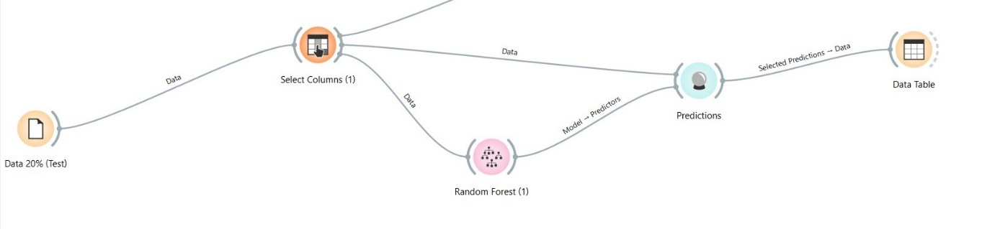 Data
Selected Predictions → Data
Select Columns (1)
Data
Data Table
Data
Model → Predictors
Predictions
Data 20% (Test)
Random Forest (1)